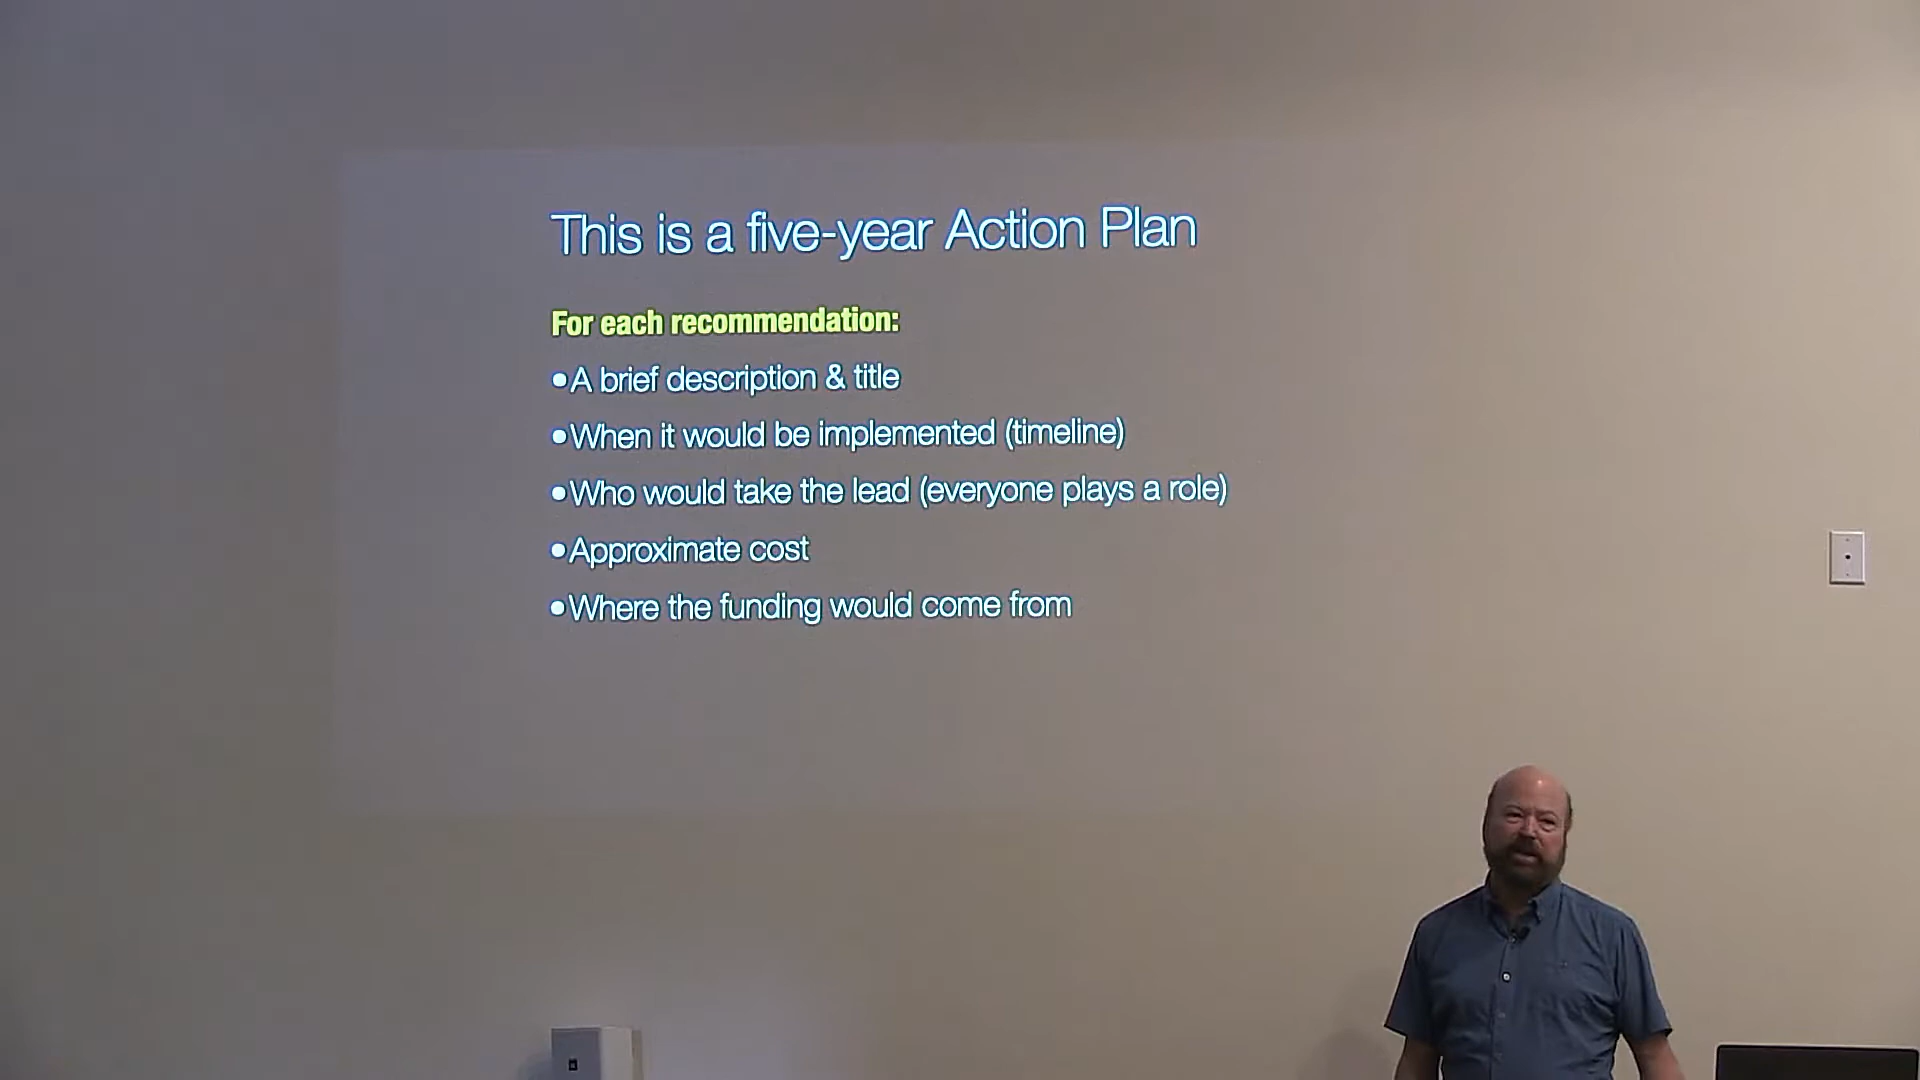 This is a five-year Action Plan
For each recommendation:
•A brief description & title
•When it would be implemented (timeline)
•Who would take the lead (everyone plays a role)
•Approximate cost
•Where the funding would come from